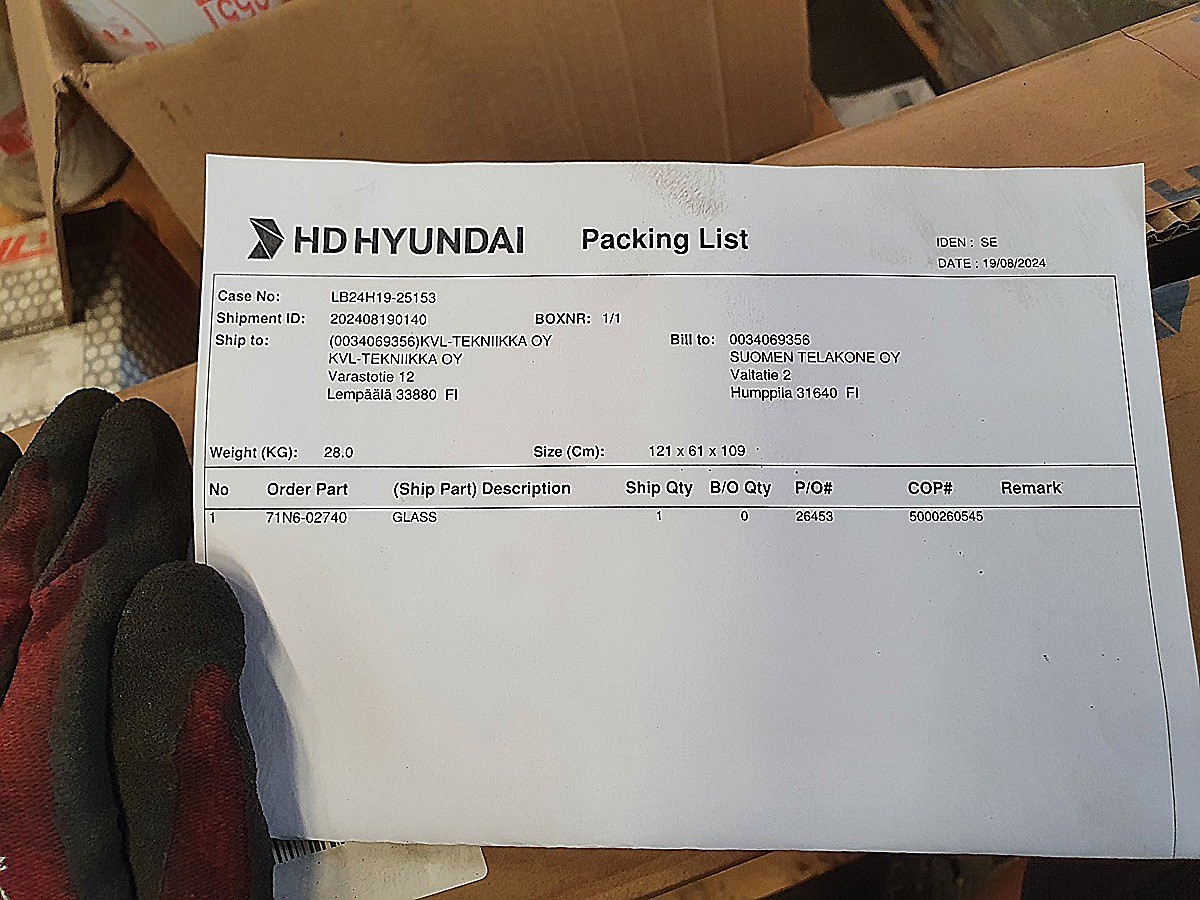 HD HYUNDAI Packing List
IDEN : SE
DATE : 19/08/2024
Case No: LB24H19-25153
Shipment ID: 202408190140 BOXNR: 1/1
Ship to: (0034069356)KVL-TEKNIIKKA OY Bill to: 0034069356
KVL-TEKNIIKKA OY SUOMEN TELAKONE OY
Varastotie 12 Valtatie 2
Lempäälä 33880 FI Humppila 31640 FI
Weight (KG): 28.0 Size (Cm): 121 x 61 x 109
No Order Part (Ship Part) Description Ship Qty B/O Qty P/O# COP# Remark
1 71N6-02740 GLASS 1 0 26453 5000260545